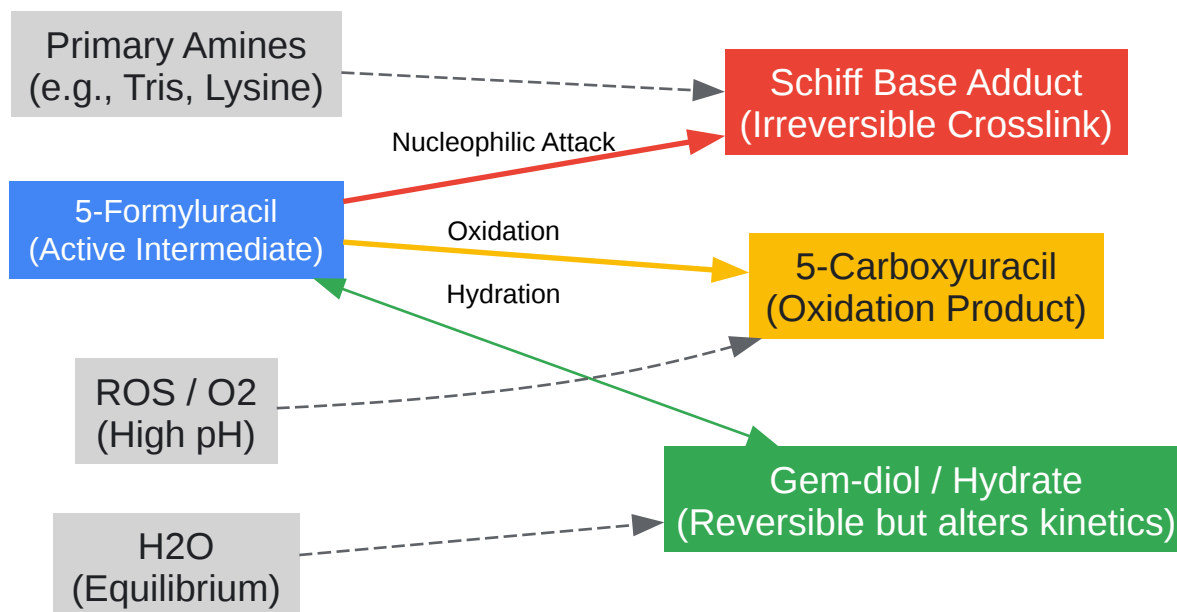 Primary Amines
(e.g., Tris, Lysine)
Schiff Base Adduct
(Irreversible Crosslink)
Nucleophilic Attack
5-Formyluracil
(Active Intermediate)
Oxidation
5-Carboxyuracil
(Oxidation Product)
Hydration
ROS / O2
(High pH)
Gem-diol / Hydrate
(Reversible but alters kinetics)
H2O
(Equilibrium)